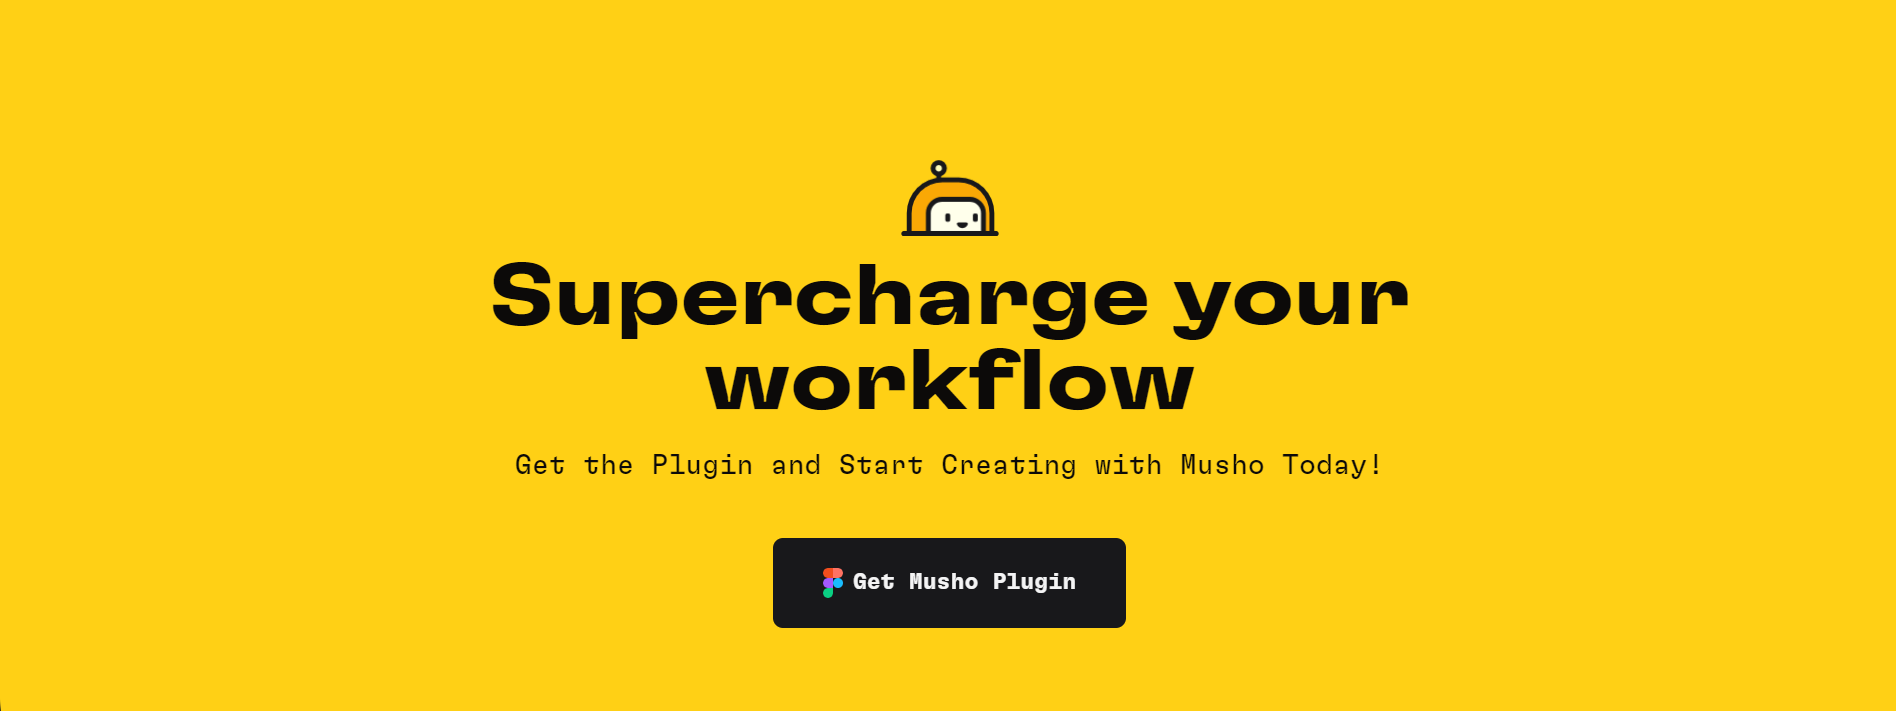 Supercharge your
workflow
Get the Plugin and Start Creating with Musho Today!
Get Musho Plugin